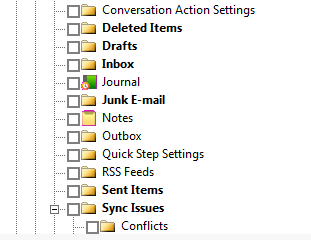 Conversation Action Settings
Deleted Items
Drafts
Inbox
Journal
Junk E-mail
Notes
Outbox
Quick Step Settings
RSS Feeds
Sent Items
Sync Issues
Conflicts